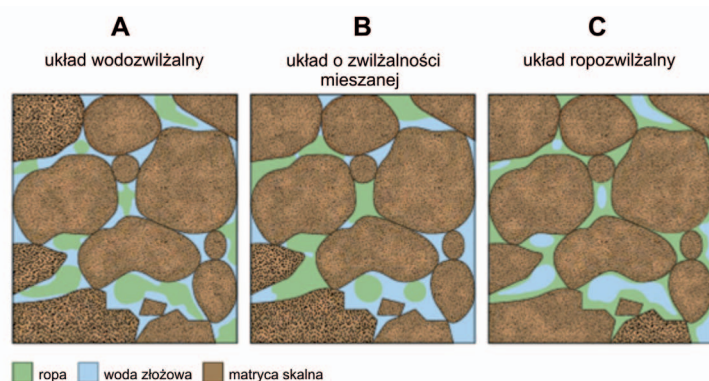 A
układ wodozwilżalny
B
układ o zwilżalności
mieszanej
C
układ ropozwilżalny
ropa
woda złożowa
matryca skalna